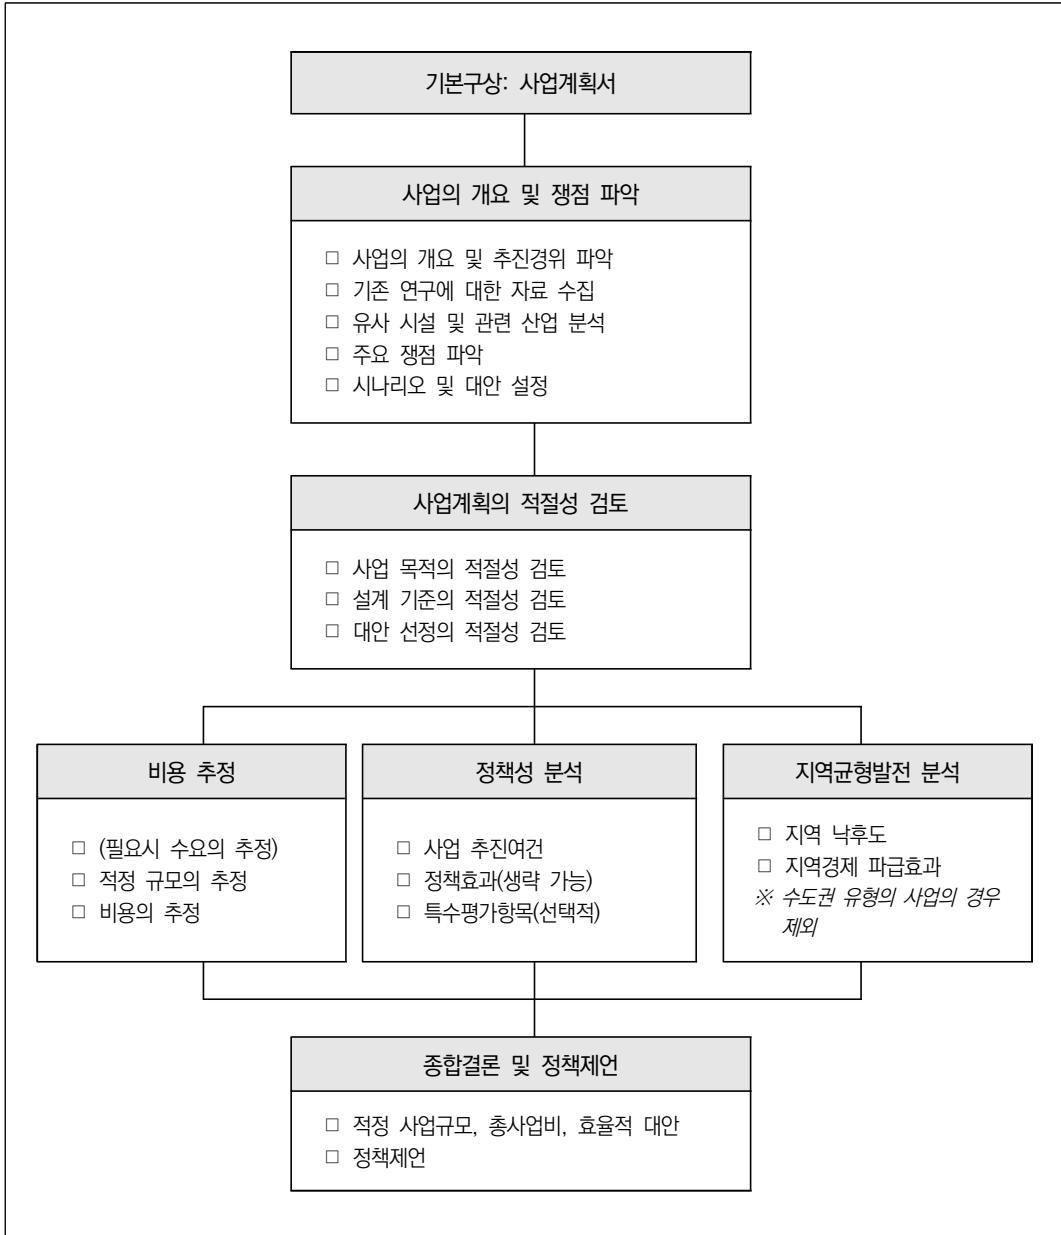 기본구상: 사업계획서
사업의 개요 및 쟁점 파악
□ 사업의 개요 및 추진경위 파악
□ 기존 연구에 대한 자료 수집
□ 유사 시설 및 관련 산업 분석
□ 주요 쟁점 파악
□ 시나리오 및 대안 설정
사업계획의 적절성 검토
□ 사업 목적의 적절성 검토
□ 설계 기준의 적절성 검토
□ 대안 선정의 적절성 검토
비용 추정
□ (필요시 수요의 추정)
□ 적정 규모의 추정
□ 비용의 추정
정책성 분석
□ 사업 추진여건
□ 정책효과(생략 가능)
□ 특수평가항목(선택적)
지역균형발전 분석
□ 지역 낙후도
□ 지역경제 파급효과
※ 수도권 유형의 사업의 경우
제외
종합결론 및 정책제언
□ 적정 사업규모, 총사업비, 효율적 대안
□ 정책제언